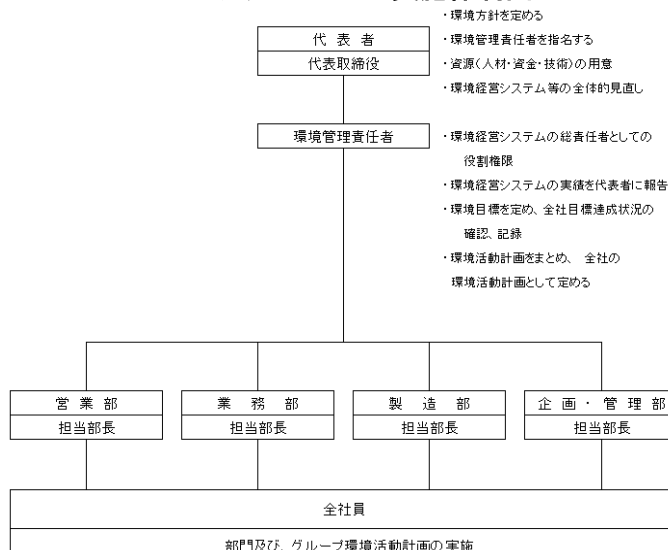 ・環境方針を定める
代表者
・環境管理責任者を指名する
代表取締役
・資源(人材・資金・技術)の用意
・環境経営システム等の全体的見直し
環境管理責任者
・環境経営システムの総責任者としての
役割権限
・環境経営システムの実績を代表者に報告
・環境目標を定め、全社目標達成状況の
確認、記録
・環境活動計画をまとめ、 全社の
環境活動計画として定める
営業部
担当部長
業務部
担当部長
製造部
担当部長
企画・管理部
担当部長
全社員
部門及び、グループ環境活動計画の実施